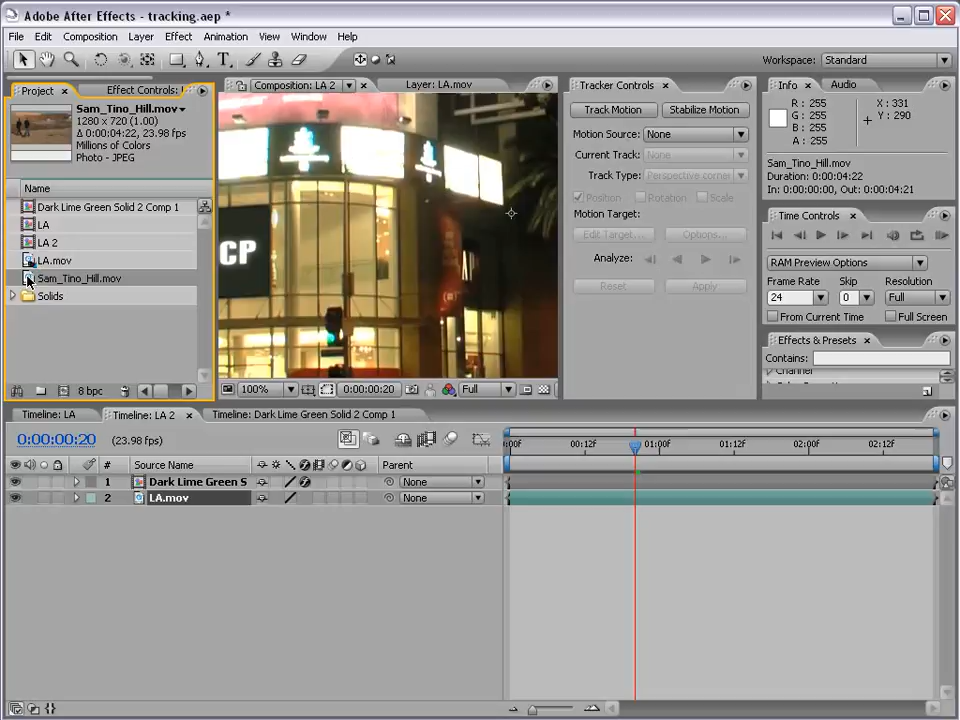 Adobe After Effects - tracking.aep *
File Edit Composition Layer Effect Animation View Window Help
Workspace: Standard
Project Effect Controls: Composition: LA 2 Layer: LA.mov Tracker Controls Info Audio
Sam_Tino_Hill.mov
1280 x 720 (1.00)
Δ 0:00:04:22, 23.98 fps
Millions of Colors
Photo - JPEG
Name
Dark Lime Green Solid 2 Comp 1
LA
LA 2
LA.mov
Sam_Tino_Hill.mov
Solids
8 bpc
CP
100% 0:00:00:20 Full
Track Motion Stabilize Motion
Motion Source: None
Current Track: None
Track Type: Perspective corner
Position Rotation Scale
Motion Target:
Edit Target... Options...
Analyze:
Reset Apply
R: 255 X: 331
G: 255 Y: 290
B: 255
A: 255
Sam_Tino_Hill.mov
Duration: 0:00:04:22
In: 0:00:00:00, Out: 0:00:04:21
Time Controls
RAM Preview Options
Frame Rate Skip Resolution
24 0 Full
From Current Time Full Screen
Effects & Presets
Contains:
Channel
Timeline: LA Timeline: LA 2 Timeline: Dark Lime Green Solid 2 Comp 1
0:00:00:20 (23.98 fps)
:00f 00:12f 01:00f 01:12f 02:00f 02:12f
# Source Name Parent
1 Dark Lime Green S None
2 LA.mov None